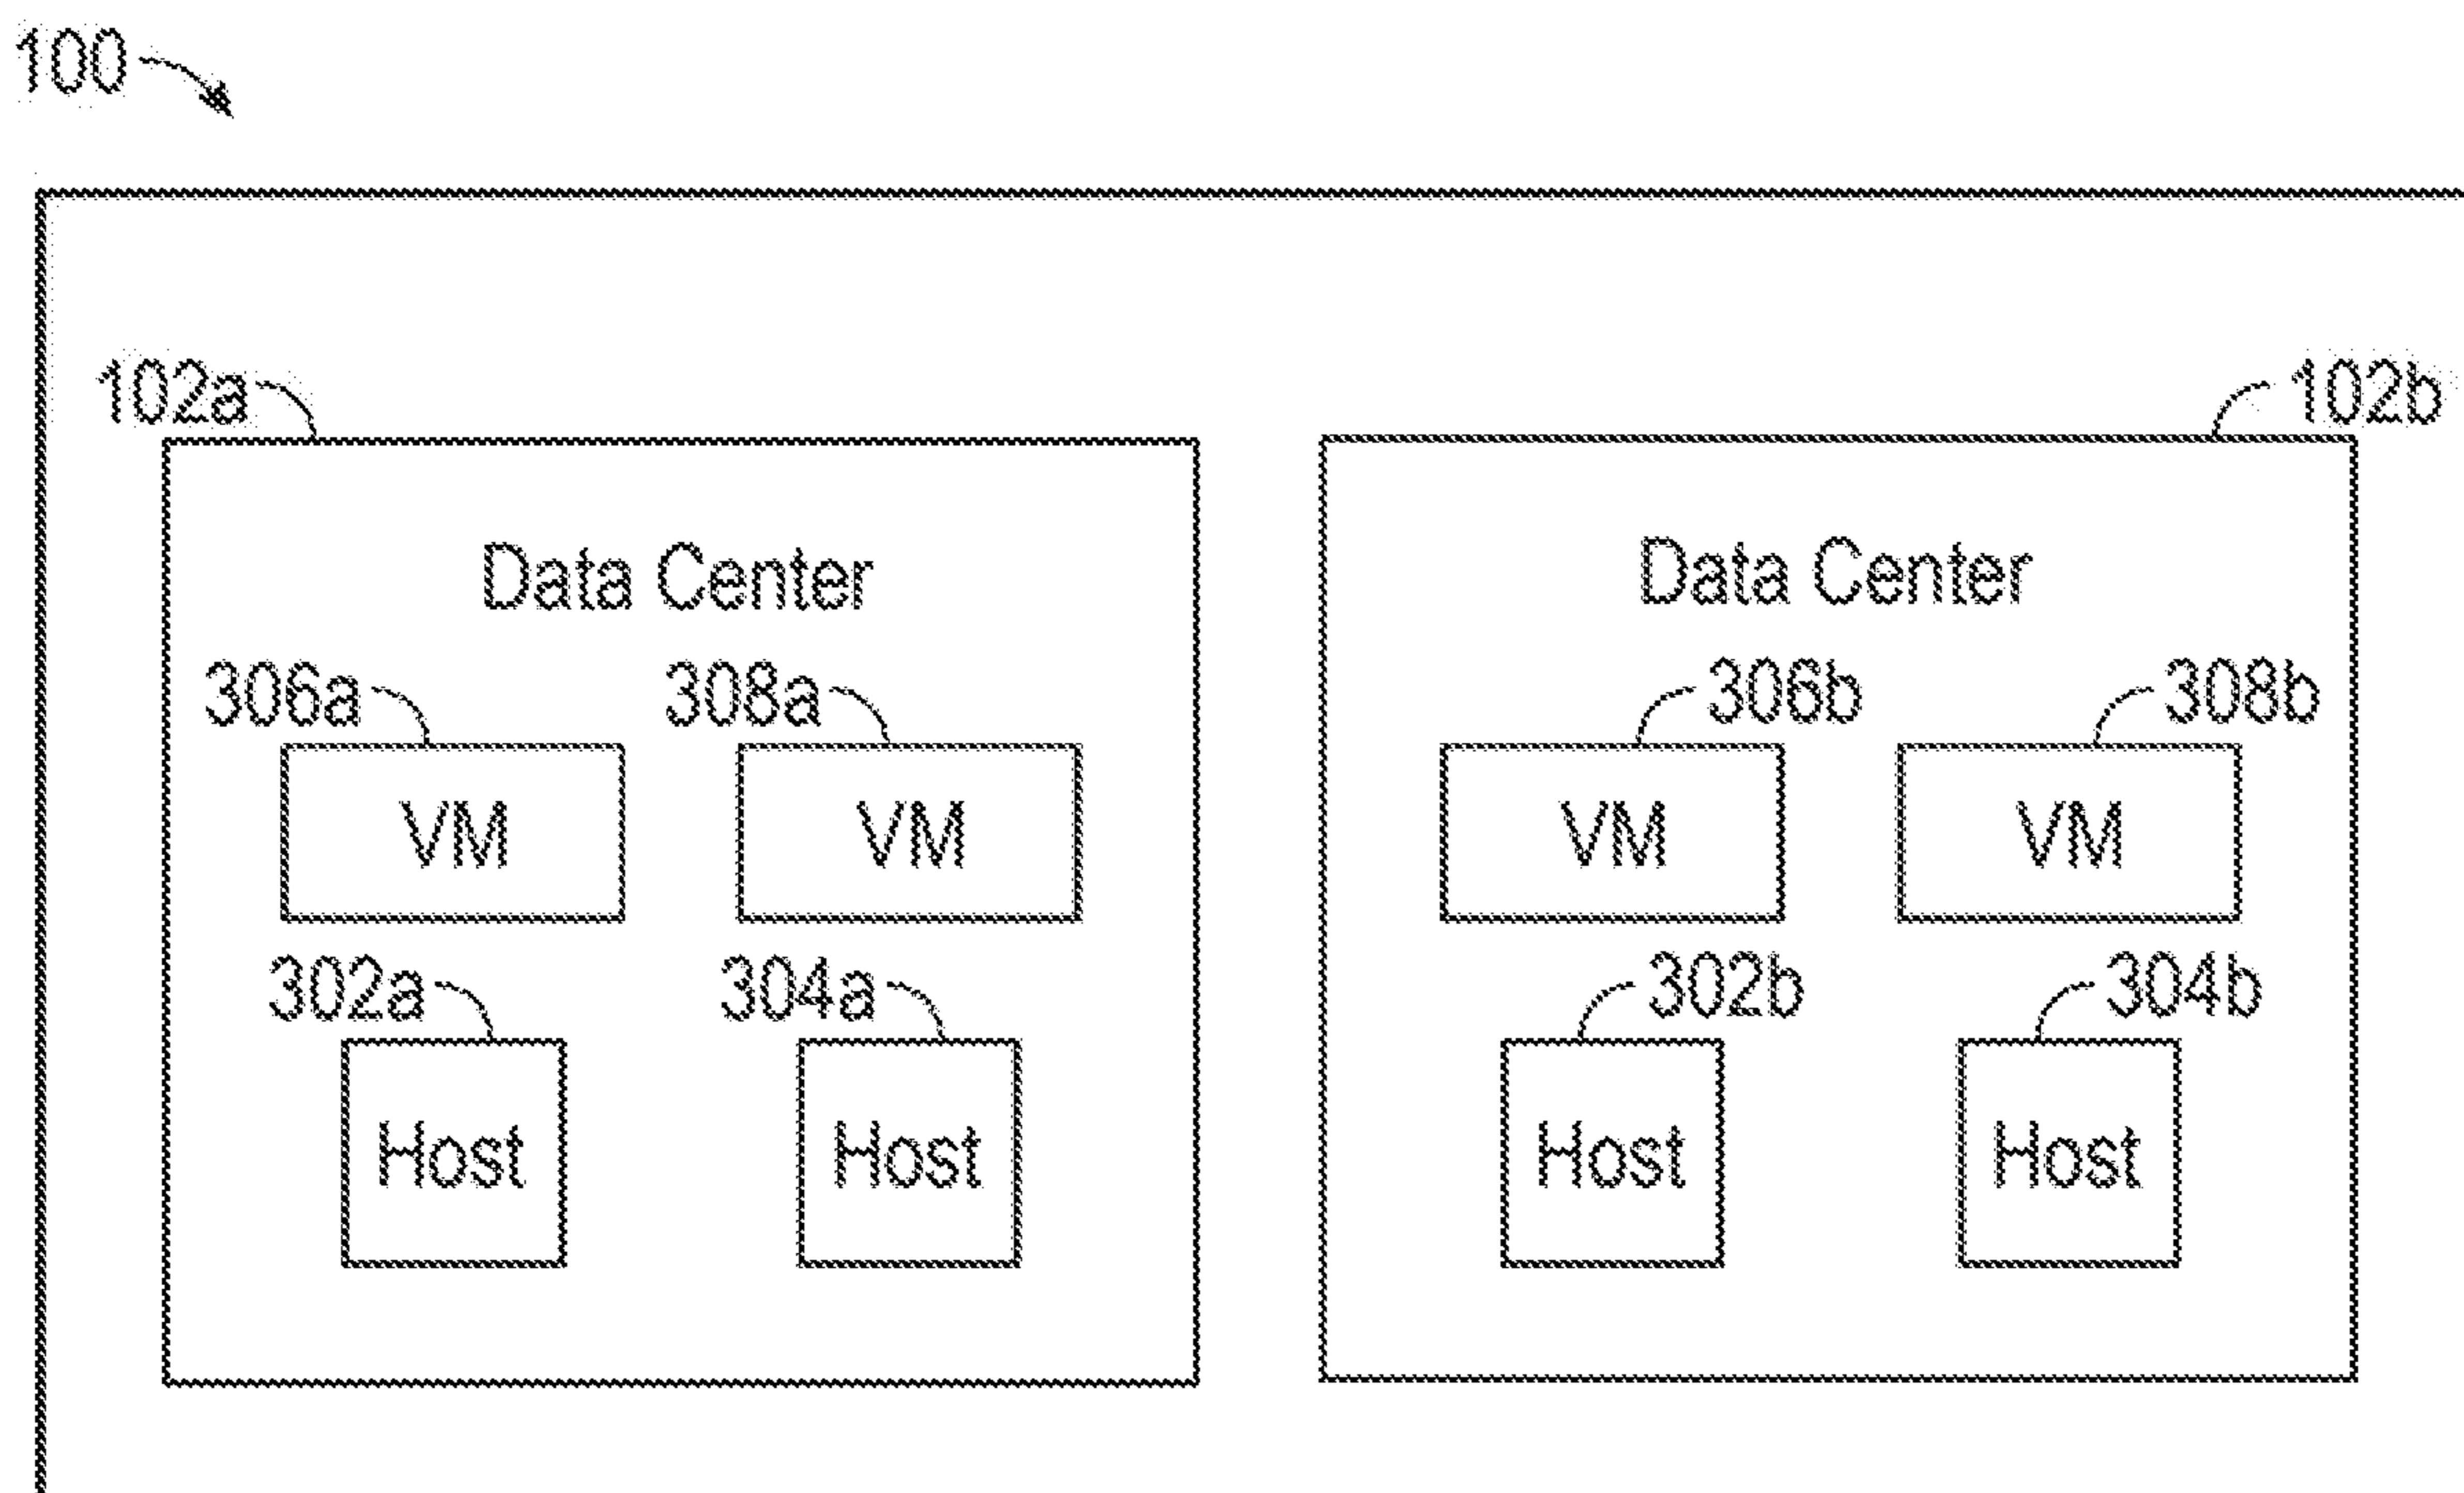 100
102a 102b
Data Center Data Center
306a 308a 306b 308b
VM VM VM VM
302a 304a 302b 304b
Host Host Host Host